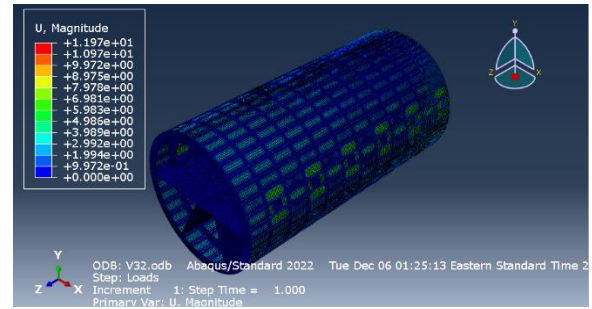 U, Magnitude
+1.197e+01
+1.097e+01
+9.972e+00
+8.975e+00
+7.978e+00
+6.981e+00
+5.983e+00
+4.986e+00
+3.989e+00
+2.992e+00
+1.994e+00
+9.972e-01
+0.000e+00
Y
Z
X
Y
Z
X
ODB: V32.odb Abaqus/Standard 2022 Tue Dec 06 01:25:13 Eastern Standard Time 2
Step: Loads
Increment 1: Step Time = 1.000
Primary Var: U, Magnitude